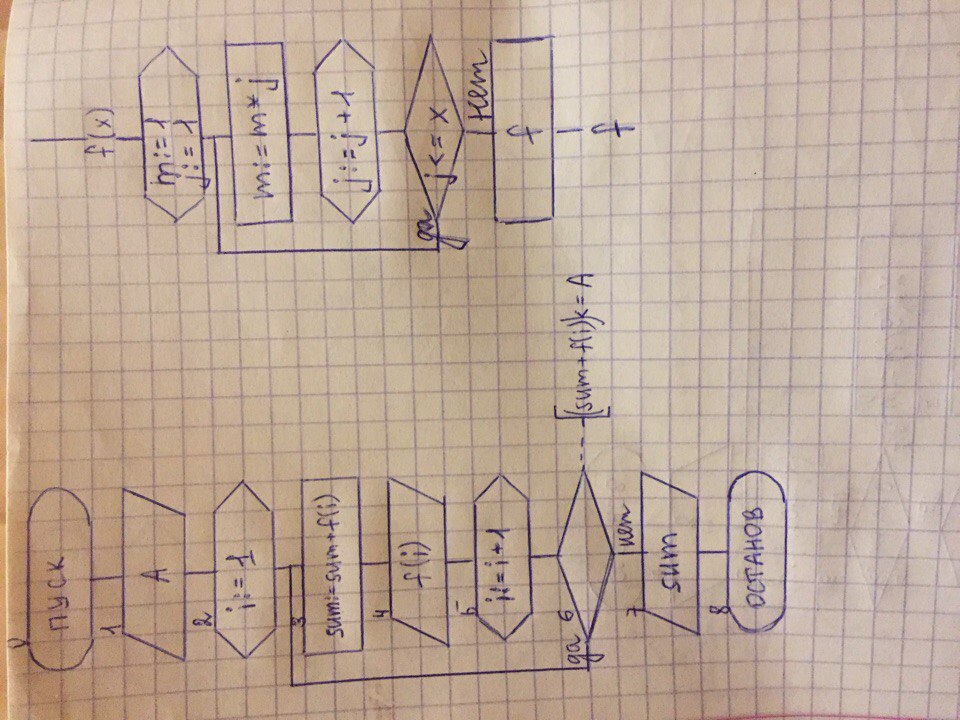 0
ПУСК
1
A
2
i:=1
3
sum:=sum+f(i)
4
f(i)
5
i:=i+1
6
да
(sum+f(i))<=A
нет
7
sum
8
ОСТАНОВ
f(x)
m:=1
j:=1
m:=m*j
j:=j+1
j<=x
да
нет
f
f